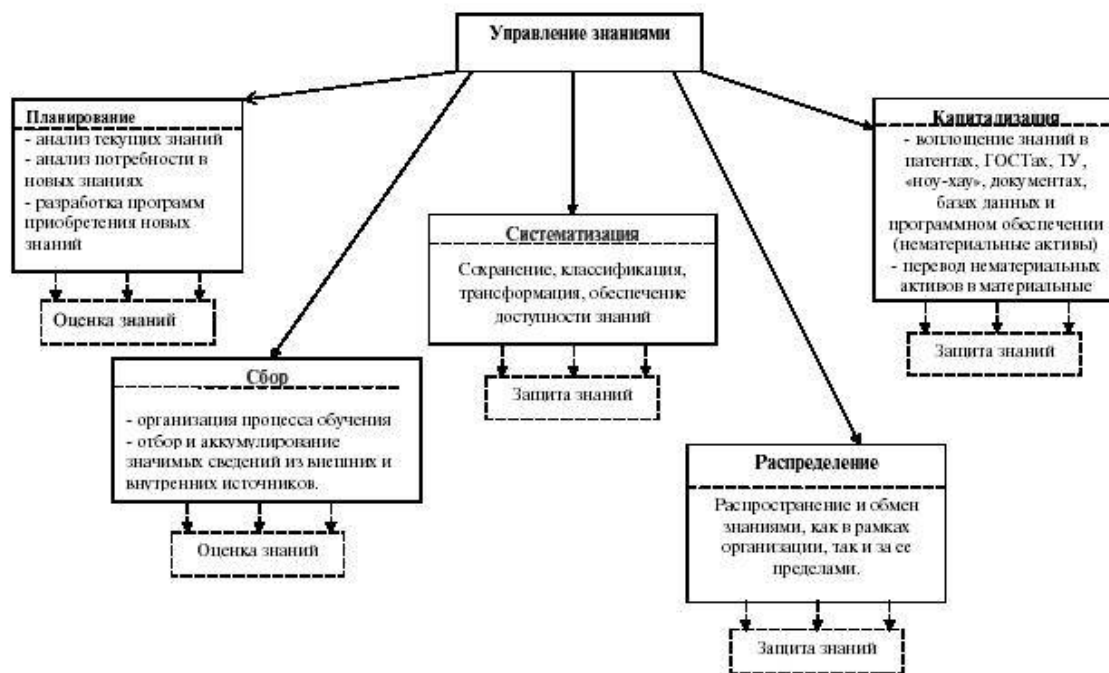 Управление знаниями
Планирование
- анализ текущих знаний
- анализ потребности в
новых знаниях
- разработка программ
приобретения новых
знаний
Оценка знаний
Сбор
- организация процесса обучения
- отбор и аккумулирование
значимых сведений из внешних и
внутренних источников.
Оценка знаний
Систематизация
Сохранение, классификация,
трансформация, обеспечение
доступности знаний
Защита знаний
Распределение
Распространение и обмен
знаниями, как в рамках
организации, так и за ее
пределами.
Защита знаний
Капитализация
- воплощение знаний в
патентах, ГОСТах, ТУ,
«ноу-хау», документах,
базах данных и
программном обеспечении
(нематериальные активы)
- перевод нематериальных
активов в материальные
Защита знаний